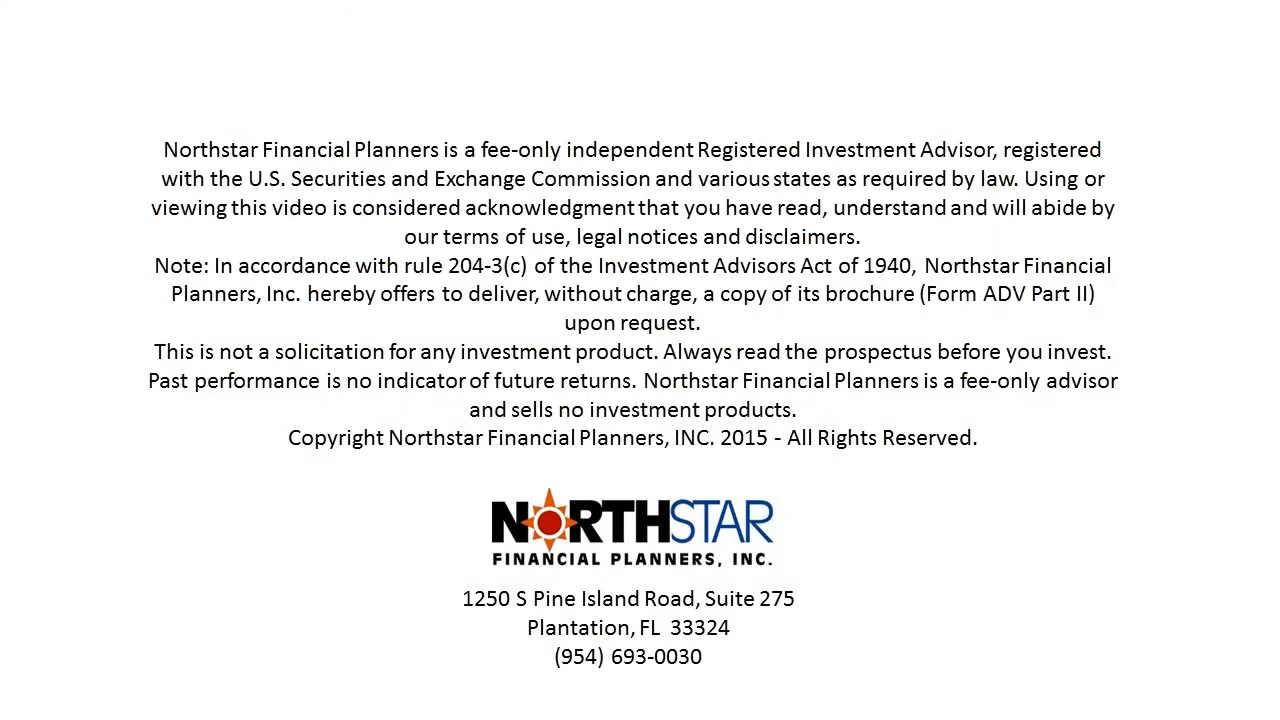 Northstar Financial Planners is a fee-only independent Registered Investment Advisor, registered
with the U.S. Securities and Exchange Commission and various states as required by law. Using or
viewing this video is considered acknowledgment that you have read, understand and will abide by
our terms of use, legal notices and disclaimers.
Note: In accordance with rule 204-3(c) of the Investment Advisors Act of 1940, Northstar Financial
Planners, Inc. hereby offers to deliver, without charge, a copy of its brochure (Form ADV Part II)
upon request.
This is not a solicitation for any investment product. Always read the prospectus before you invest.
Past performance is no indicator of future returns. Northstar Financial Planners is a fee-only advisor
and sells no investment products.
Copyright Northstar Financial Planners, INC. 2015 - All Rights Reserved.
NORTHSTAR
FINANCIAL PLANNERS, INC.
1250 S Pine Island Road, Suite 275
Plantation, FL 33324
(954) 693-0030